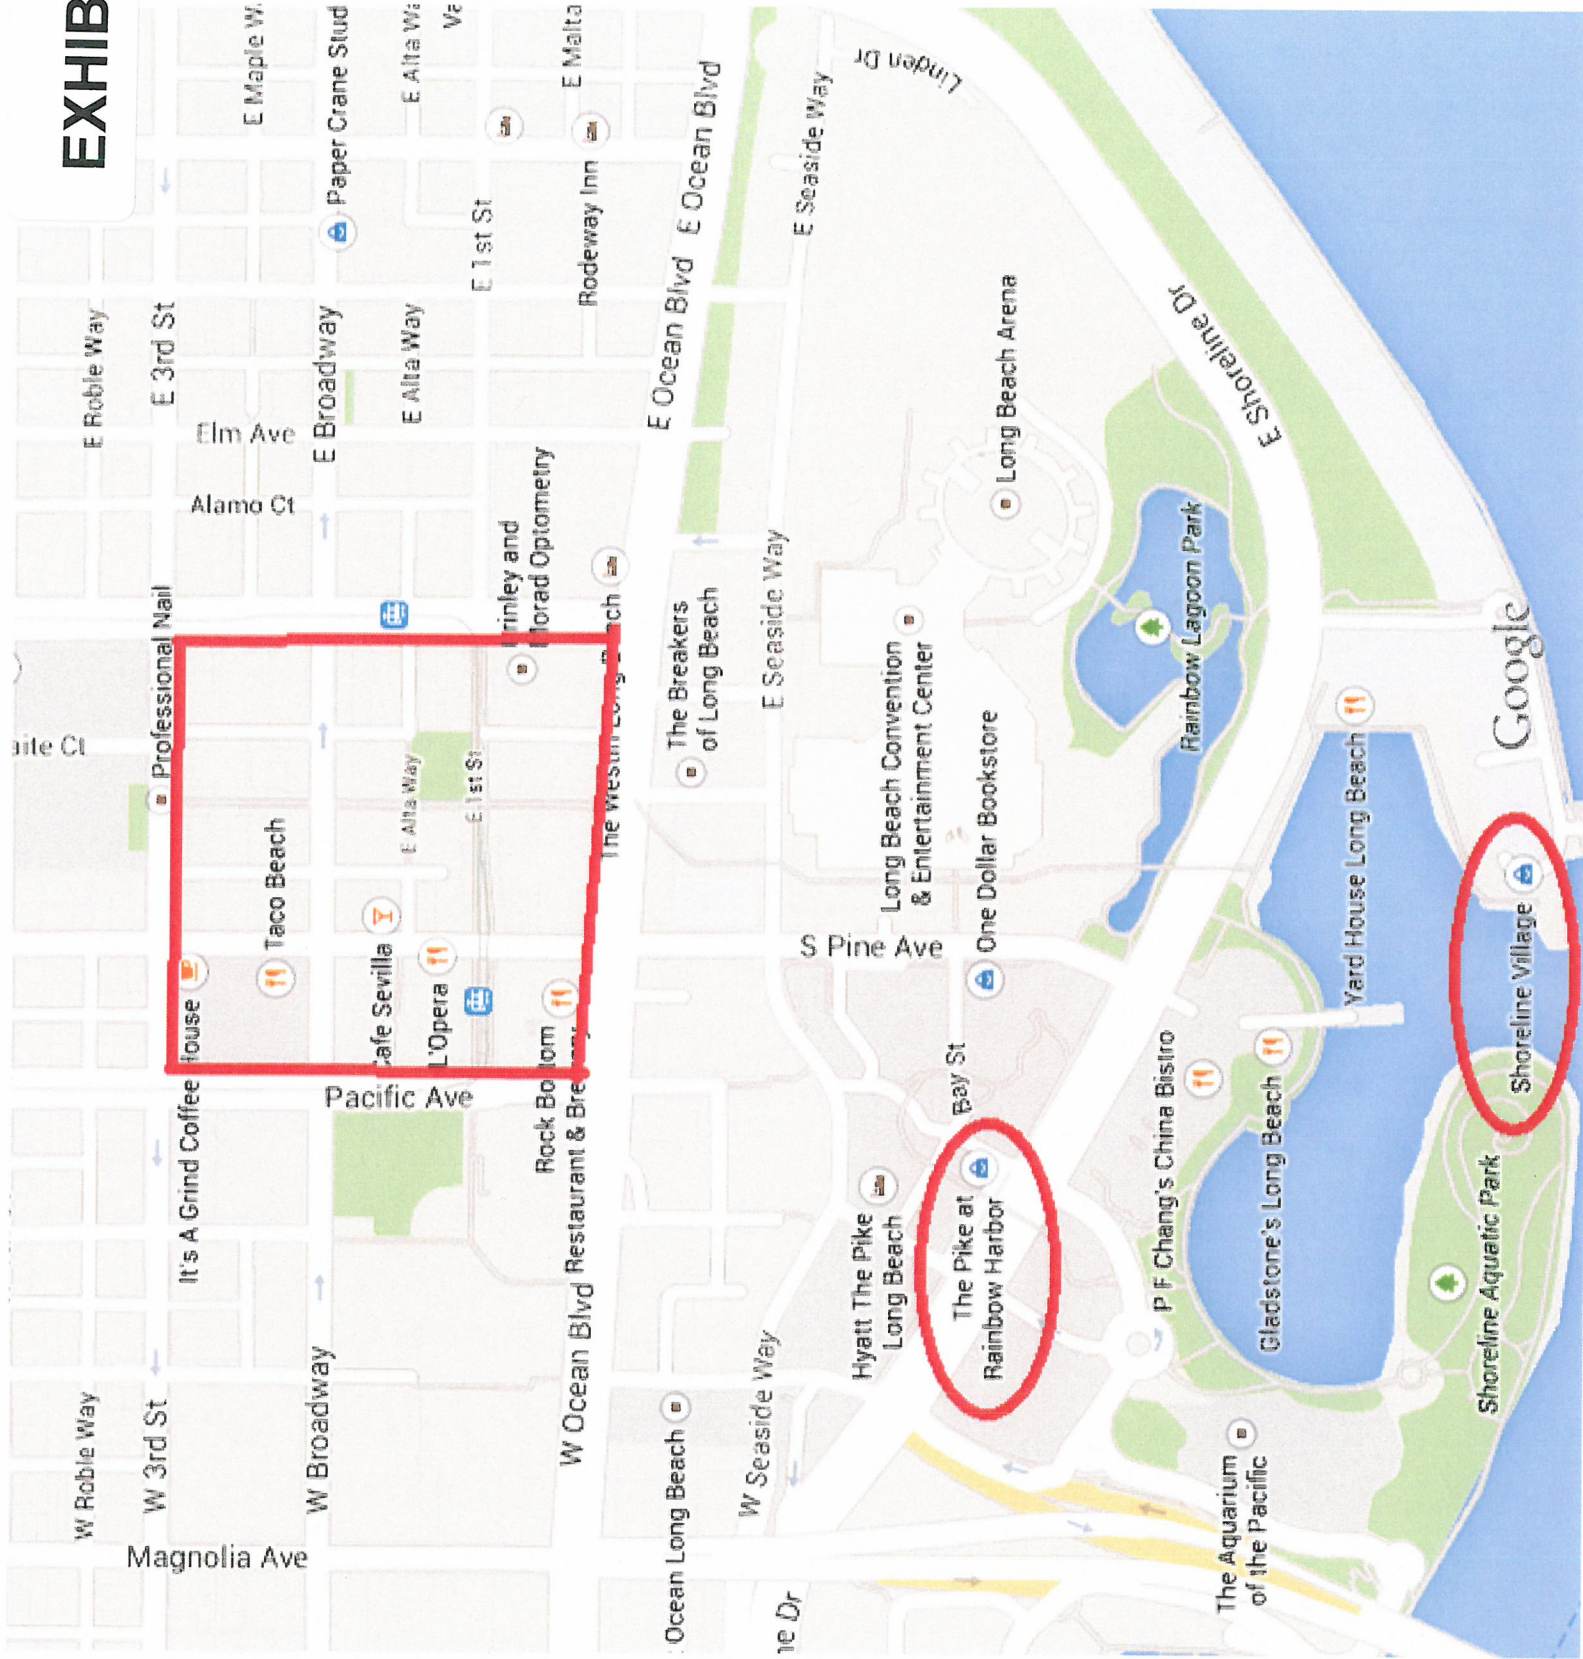 EXHIB
W Roble Way
E Roble Way
W 3rd St
Professional Nail
E 3rd St
Magnolia Ave
It's A Grind Coffee House
Alamo Ct
Elm Ave
E Maple W
Taco Beach
W Broadway
E Broadway
Paper Crane Stud
Pacific Ave
Cafe Sevilla
E Alta Way
E Alta Way
E Alta Wa
L'Opera
E 1st St
E 1st St
Va
Rock Bottom
Restaurant & Brewery
Brinley and
Morad Optometry
Rodeway Inn
E Malta
W Ocean Blvd
The Westin Long Beach
E Ocean Blvd
E Ocean Blvd
E Ocean Blvd
Ocean Long Beach
The Breakers
of Long Beach
W Seaside Way
E Seaside Way
E Seaside Way
ne Dr
S Pine Ave
Linden Dr
Hyatt The Pike
Long Beach
Long Beach Convention
& Entertainment Center
The Pike at
Rainbow Harbor
Bay St
One Dollar Bookstore
Long Beach Arena
P F Chang's China Bistro
Rainbow Lagoon Park
E Shoreline Dr
The Aquarium
of the Pacific
Gladstone's Long Beach
Yard House Long Beach
Shoreline Aquatic Park
Shoreline Village
Google